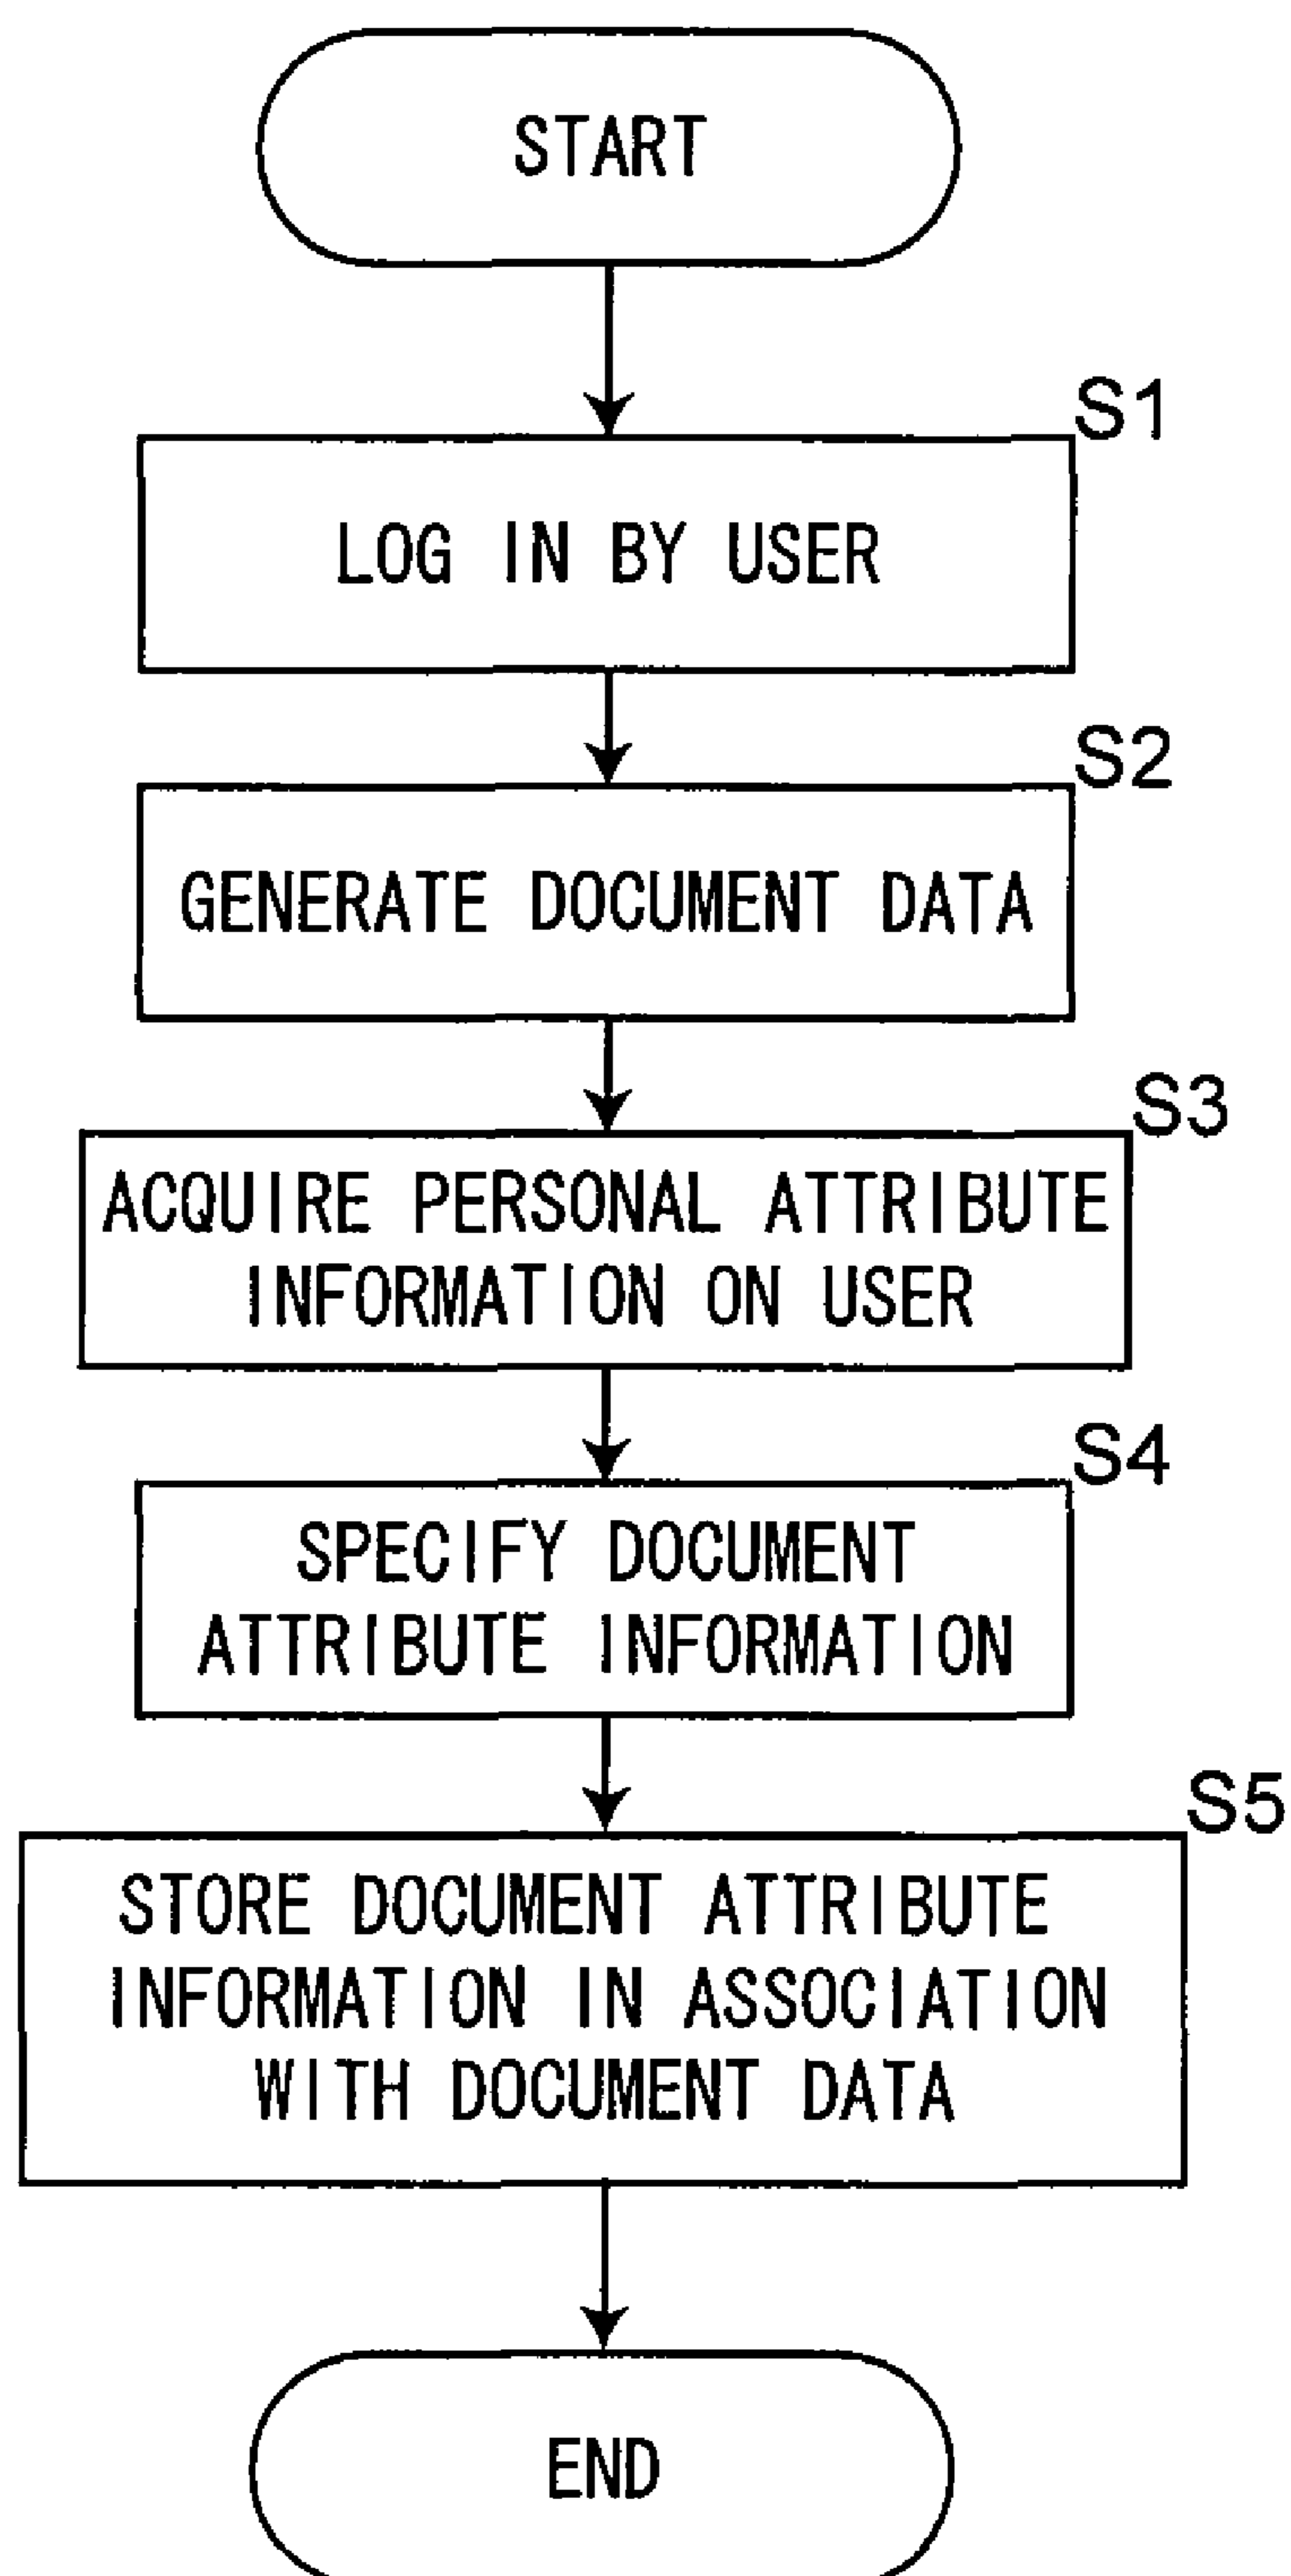 START
S1
LOG IN BY USER
S2
GENERATE DOCUMENT DATA
S3
ACQUIRE PERSONAL ATTRIBUTE
INFORMATION ON USER
S4
SPECIFY DOCUMENT
ATTRIBUTE INFORMATION
S5
STORE DOCUMENT ATTRIBUTE
INFORMATION IN ASSOCIATION
WITH DOCUMENT DATA
END